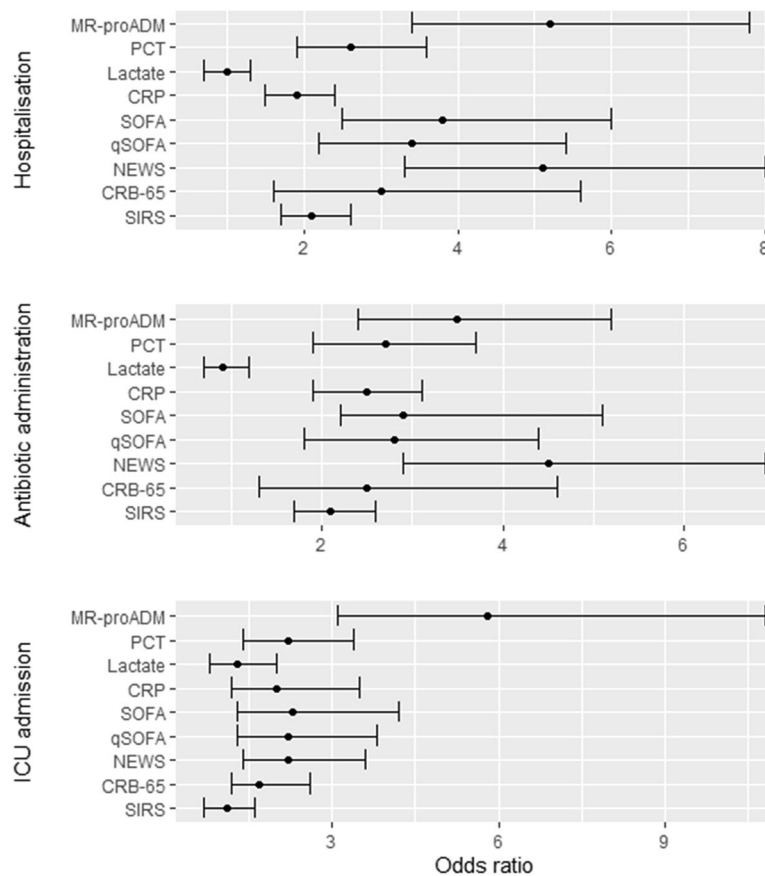 Hospitalisation
MR-proADM
PCT
Lactate
CRP
SOFA
qSOFA
NEWS
CRB-65
SIRS
2 4 6 8
Antibiotic administration
MR-proADM
PCT
Lactate
CRP
SOFA
qSOFA
NEWS
CRB-65
SIRS
2 4 6
ICU admission
MR-proADM
PCT
Lactate
CRP
SOFA
qSOFA
NEWS
CRB-65
SIRS
3 6 9
Odds ratio